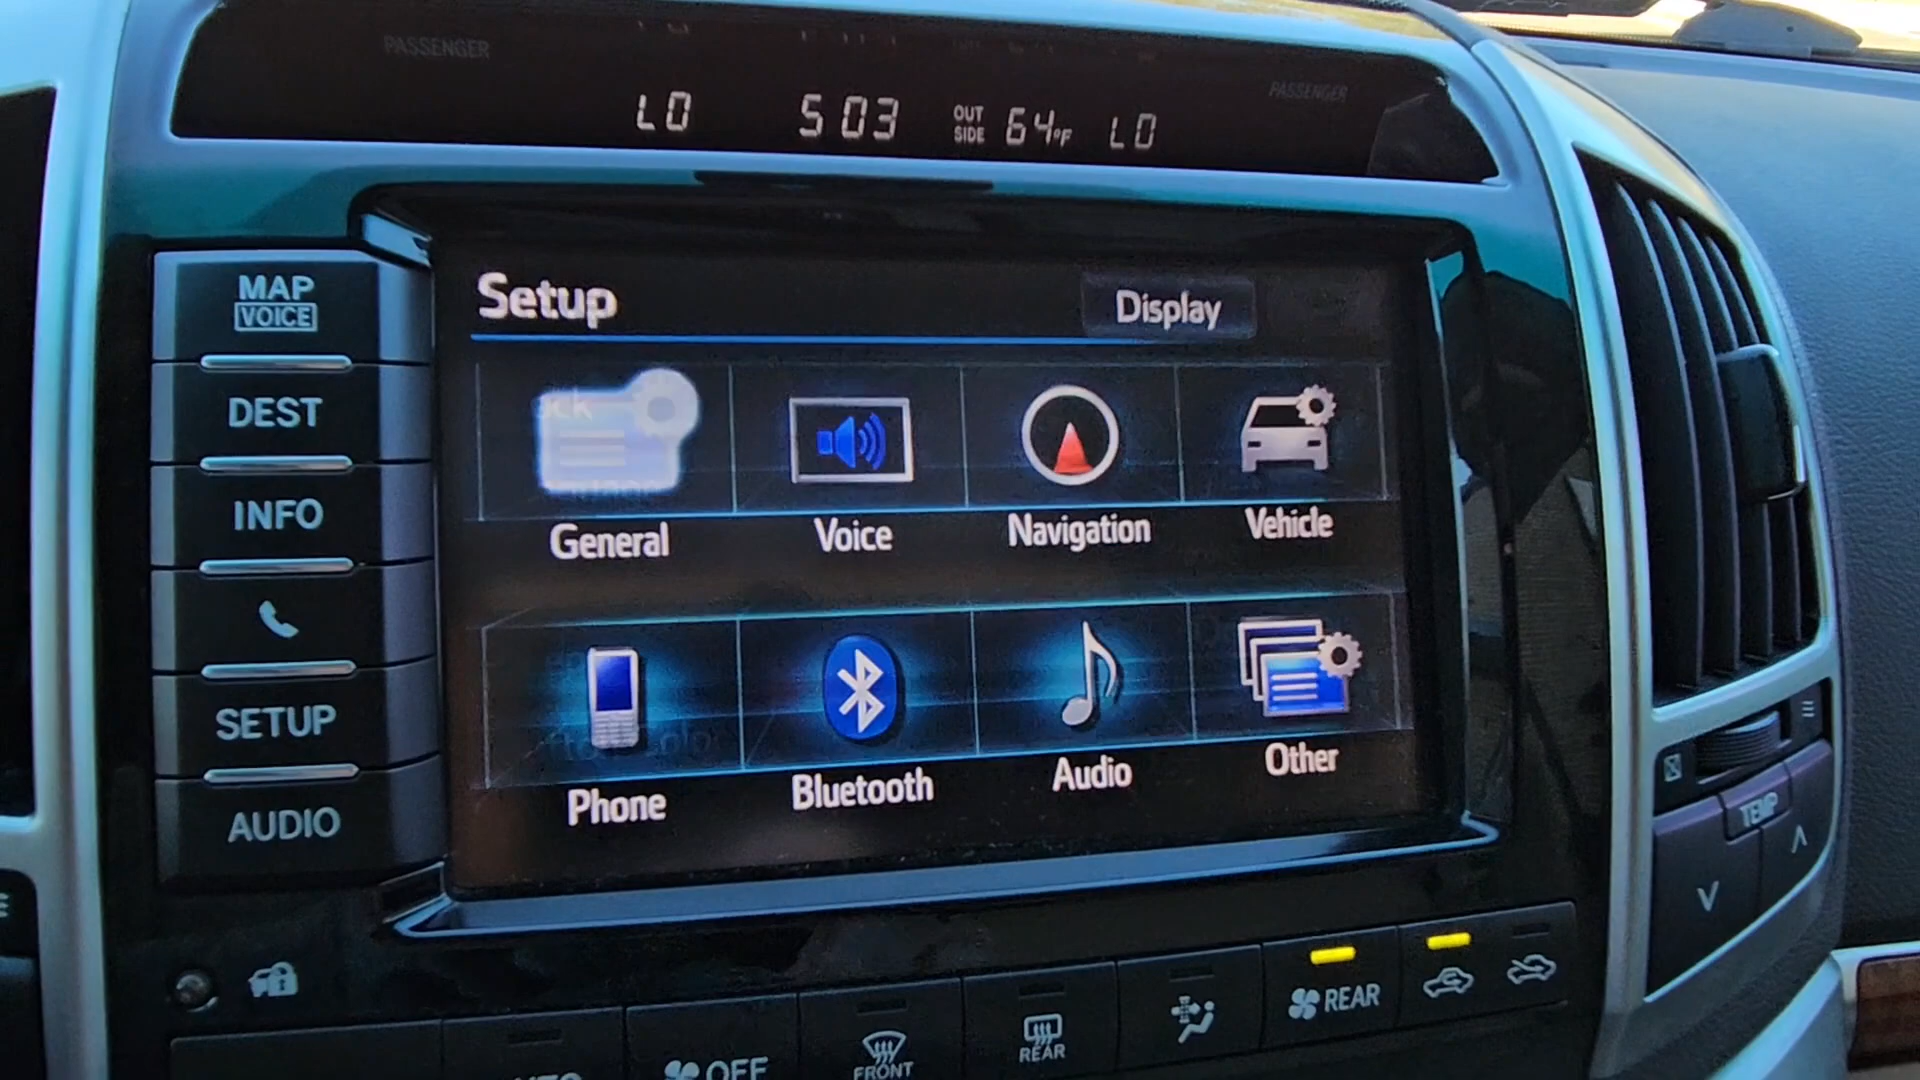 PASSENGER
PASSENGER
LO 5 03 OUT SIDE 64°F LO
MAP
VOICE
DEST
INFO
SETUP
AUDIO
Setup
Display
General
Voice
Navigation
Vehicle
Phone
Bluetooth
Audio
Other
TEMP
OFF
FRONT
REAR
REAR